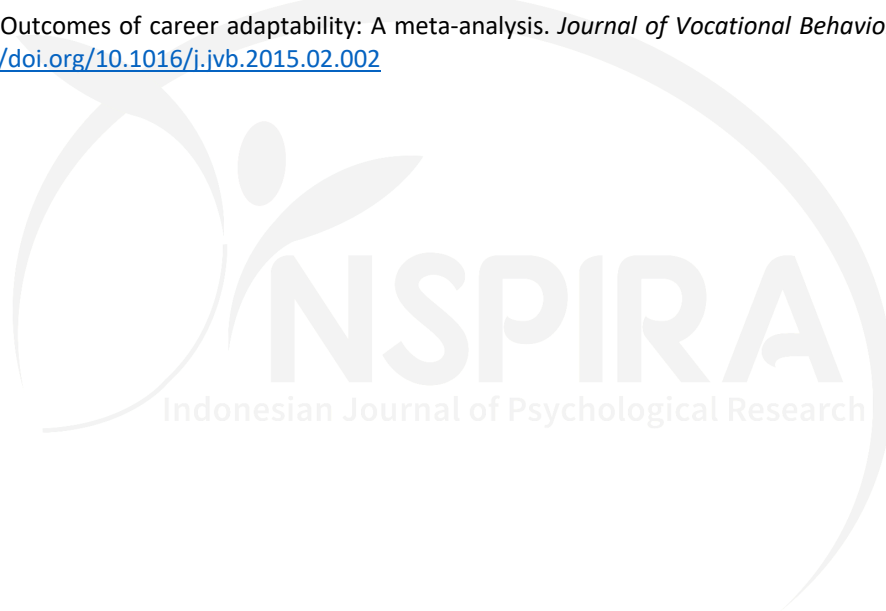 Outcomes of career adaptability: A meta-analysis. Journal of Vocational Behavio
/doi.org/10.1016/j.jvb.2015.02.002
NSPIRA
Indonesian Journal of Psychological Research